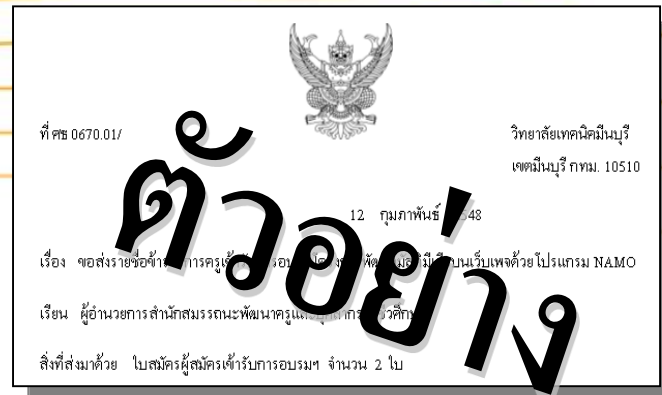 ที่ ศธ 0670.01/ วิทยาลัยเทคนิคมีนบุรี
เขตมีนบุรี กทม. 10510
12 กุมภาพันธ์ 48
เรื่อง ขอส่งรายชื่อข้า การครูเข้า บนเว็บเพจด้วยโปรแกรม NAMO
เรียน ผู้อำนวยการสำนักสมรรถนะพัฒนาครูและ
สิ่งที่ส่งมาด้วย ใบสมัครผู้สมัครเข้ารับการอบรมฯ จำนวน 2 ใบ
ตัวอย่าง